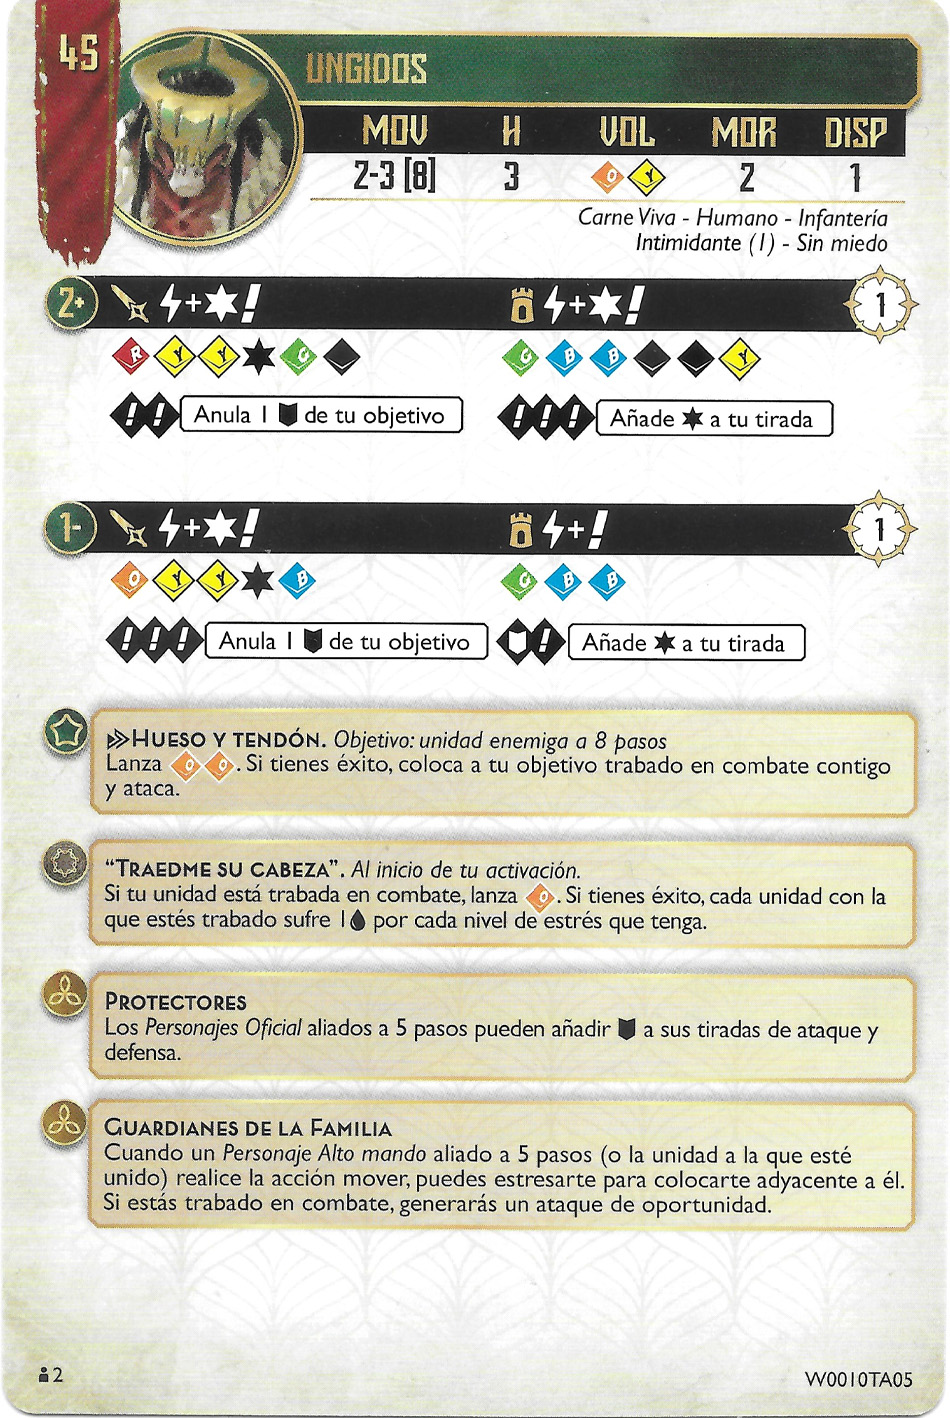 45
UNGIDOS
MOV H VOL MOR DISP
2-3 [8] 3 O Y 2 1
Carne Viva - Humano - Infantería
Intimidante (1) - Sin miedo
2+ + ! + ! 1
R Y Y G G B B Y
!! Anula 1 de tu objetivo !!! Añade a tu tirada
1- + ! + ! 1
O Y Y B G B B
!!! Anula 1 de tu objetivo ! Añade a tu tirada
HUESO Y TENDÓN. Objetivo: unidad enemiga a 8 pasos
Lanza O O. Si tienes éxito, coloca a tu objetivo trabado en combate contigo
y ataca.
“TRAEDME SU CABEZA”. Al inicio de tu activación.
Si tu unidad está trabada en combate, lanza O. Si tienes éxito, cada unidad con la
que estés trabado sufre 1 por cada nivel de estrés que tenga.
PROTECTORES
Los Personajes Oficial aliados a 5 pasos pueden añadir a sus tiradas de ataque y
defensa.
GUARDIANES DE LA FAMILIA
Cuando un Personaje Alto mando aliado a 5 pasos (o la unidad a la que esté
unido) realice la acción mover, puedes estresarte para colocarte adyacente a él.
Si estás trabado en combate, generarás un ataque de oportunidad.
2 W0010TA05